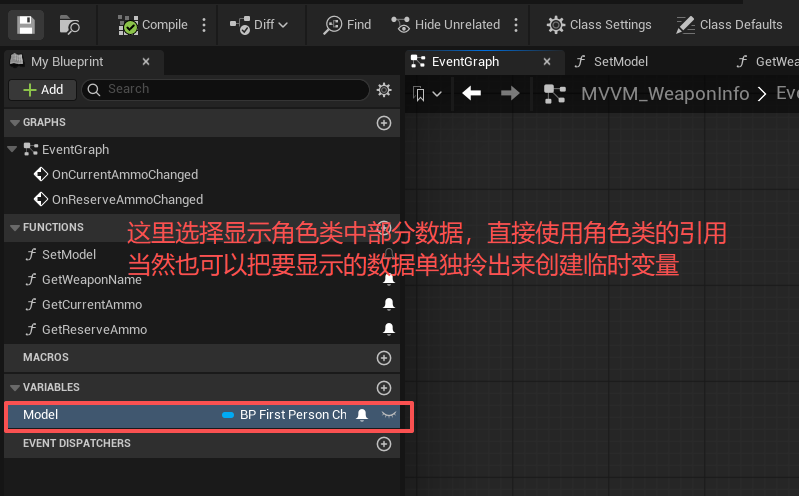 Compile
Diff
Find
Hide Unrelated
Class Settings
Class Defaults
My Blueprint
EventGraph
SetModel
GetWea
Add
Search
MVVM_WeaponInfo
Eve
GRAPHS
EventGraph
OnCurrentAmmoChanged
OnReserveAmmoChanged
FUNCTIONS
这里选择显示角色类中部分数据，直接使用角色类的引用
SetModel
当然也可以把要显示的数据单独拎出来创建临时变量
GetWeaponName
GetCurrentAmmo
GetReserveAmmo
MACROS
VARIABLES
Model
BP First Person Ch
EVENT DISPATCHERS